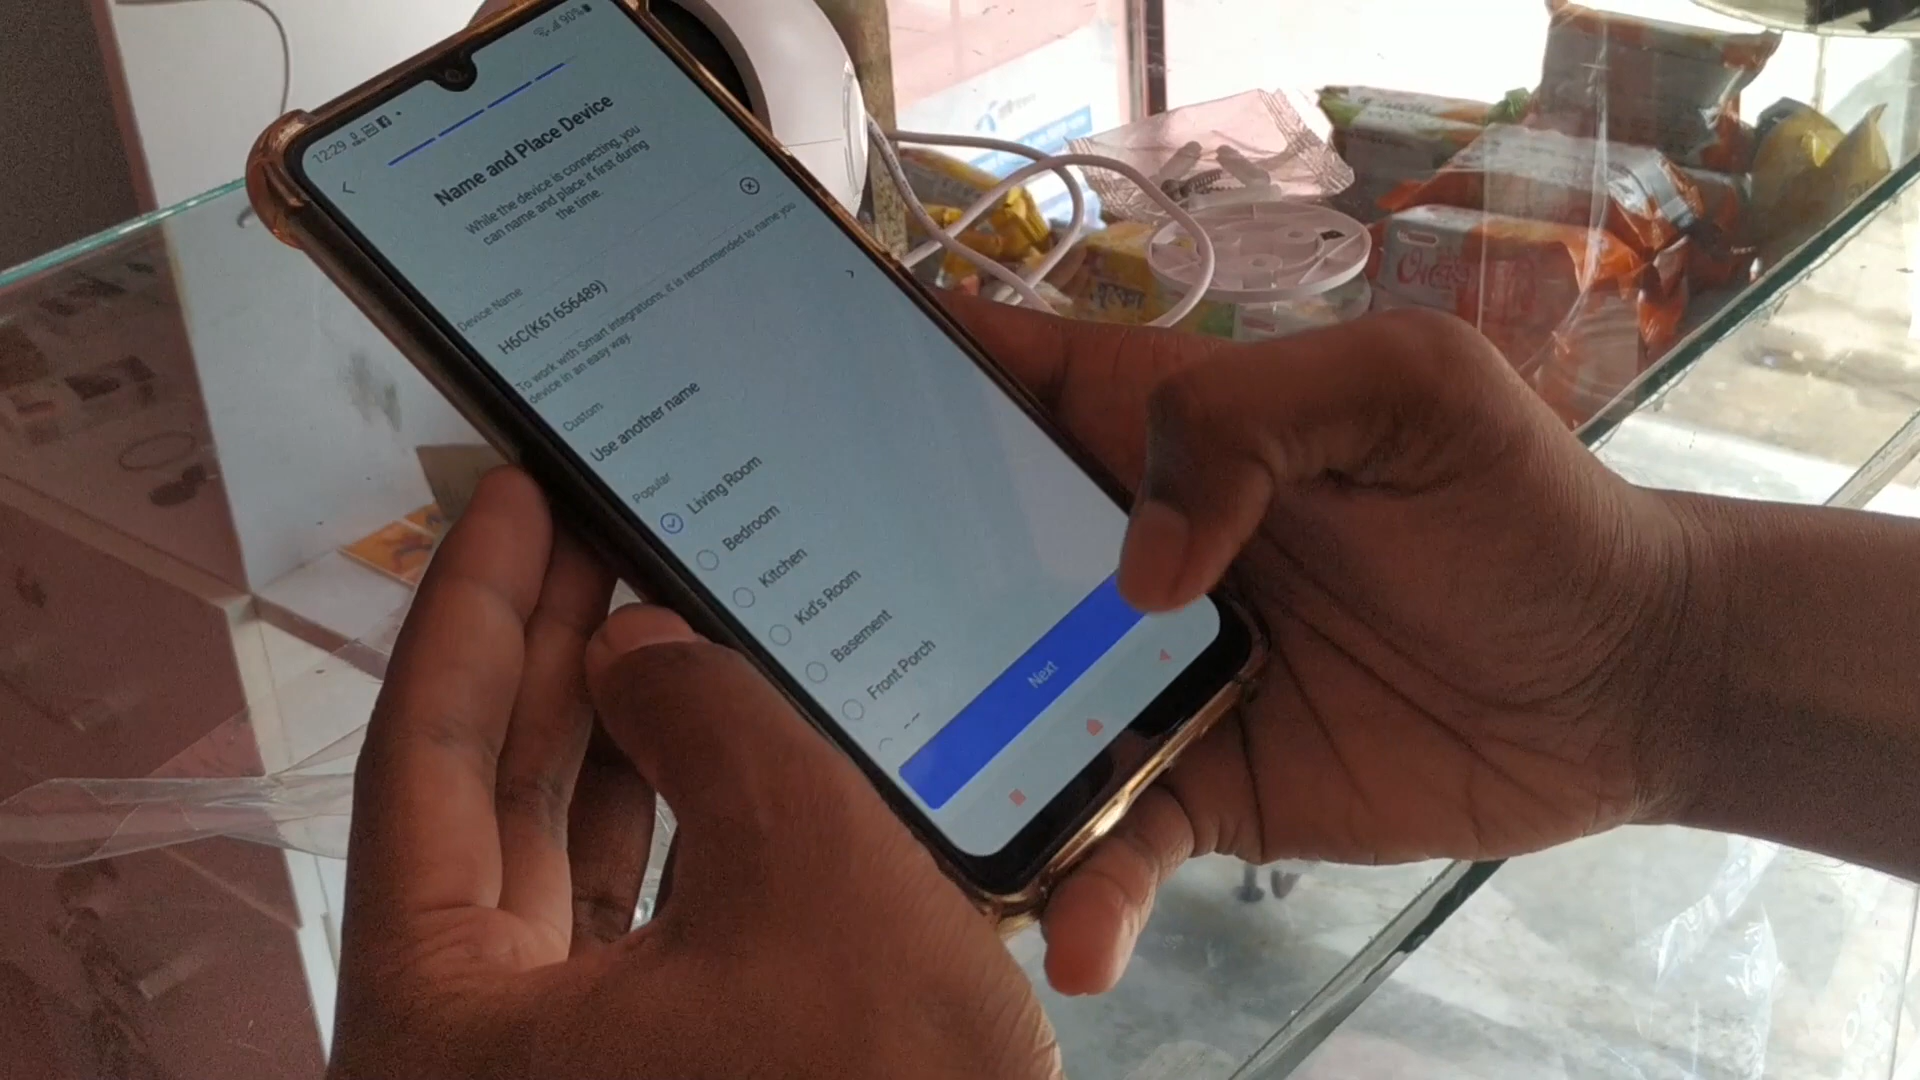 12:29
90%
Name and Place Device
While the device is connecting, you
can name and place it first during
the time.
Device Name
H6C(K61656489)
To work with Smart integrations, it is recommended to name you
device in an easy way.
Custom
Use another name
Popular
Living Room
Bedroom
Kitchen
Kid's Room
Basement
Front Porch
Next